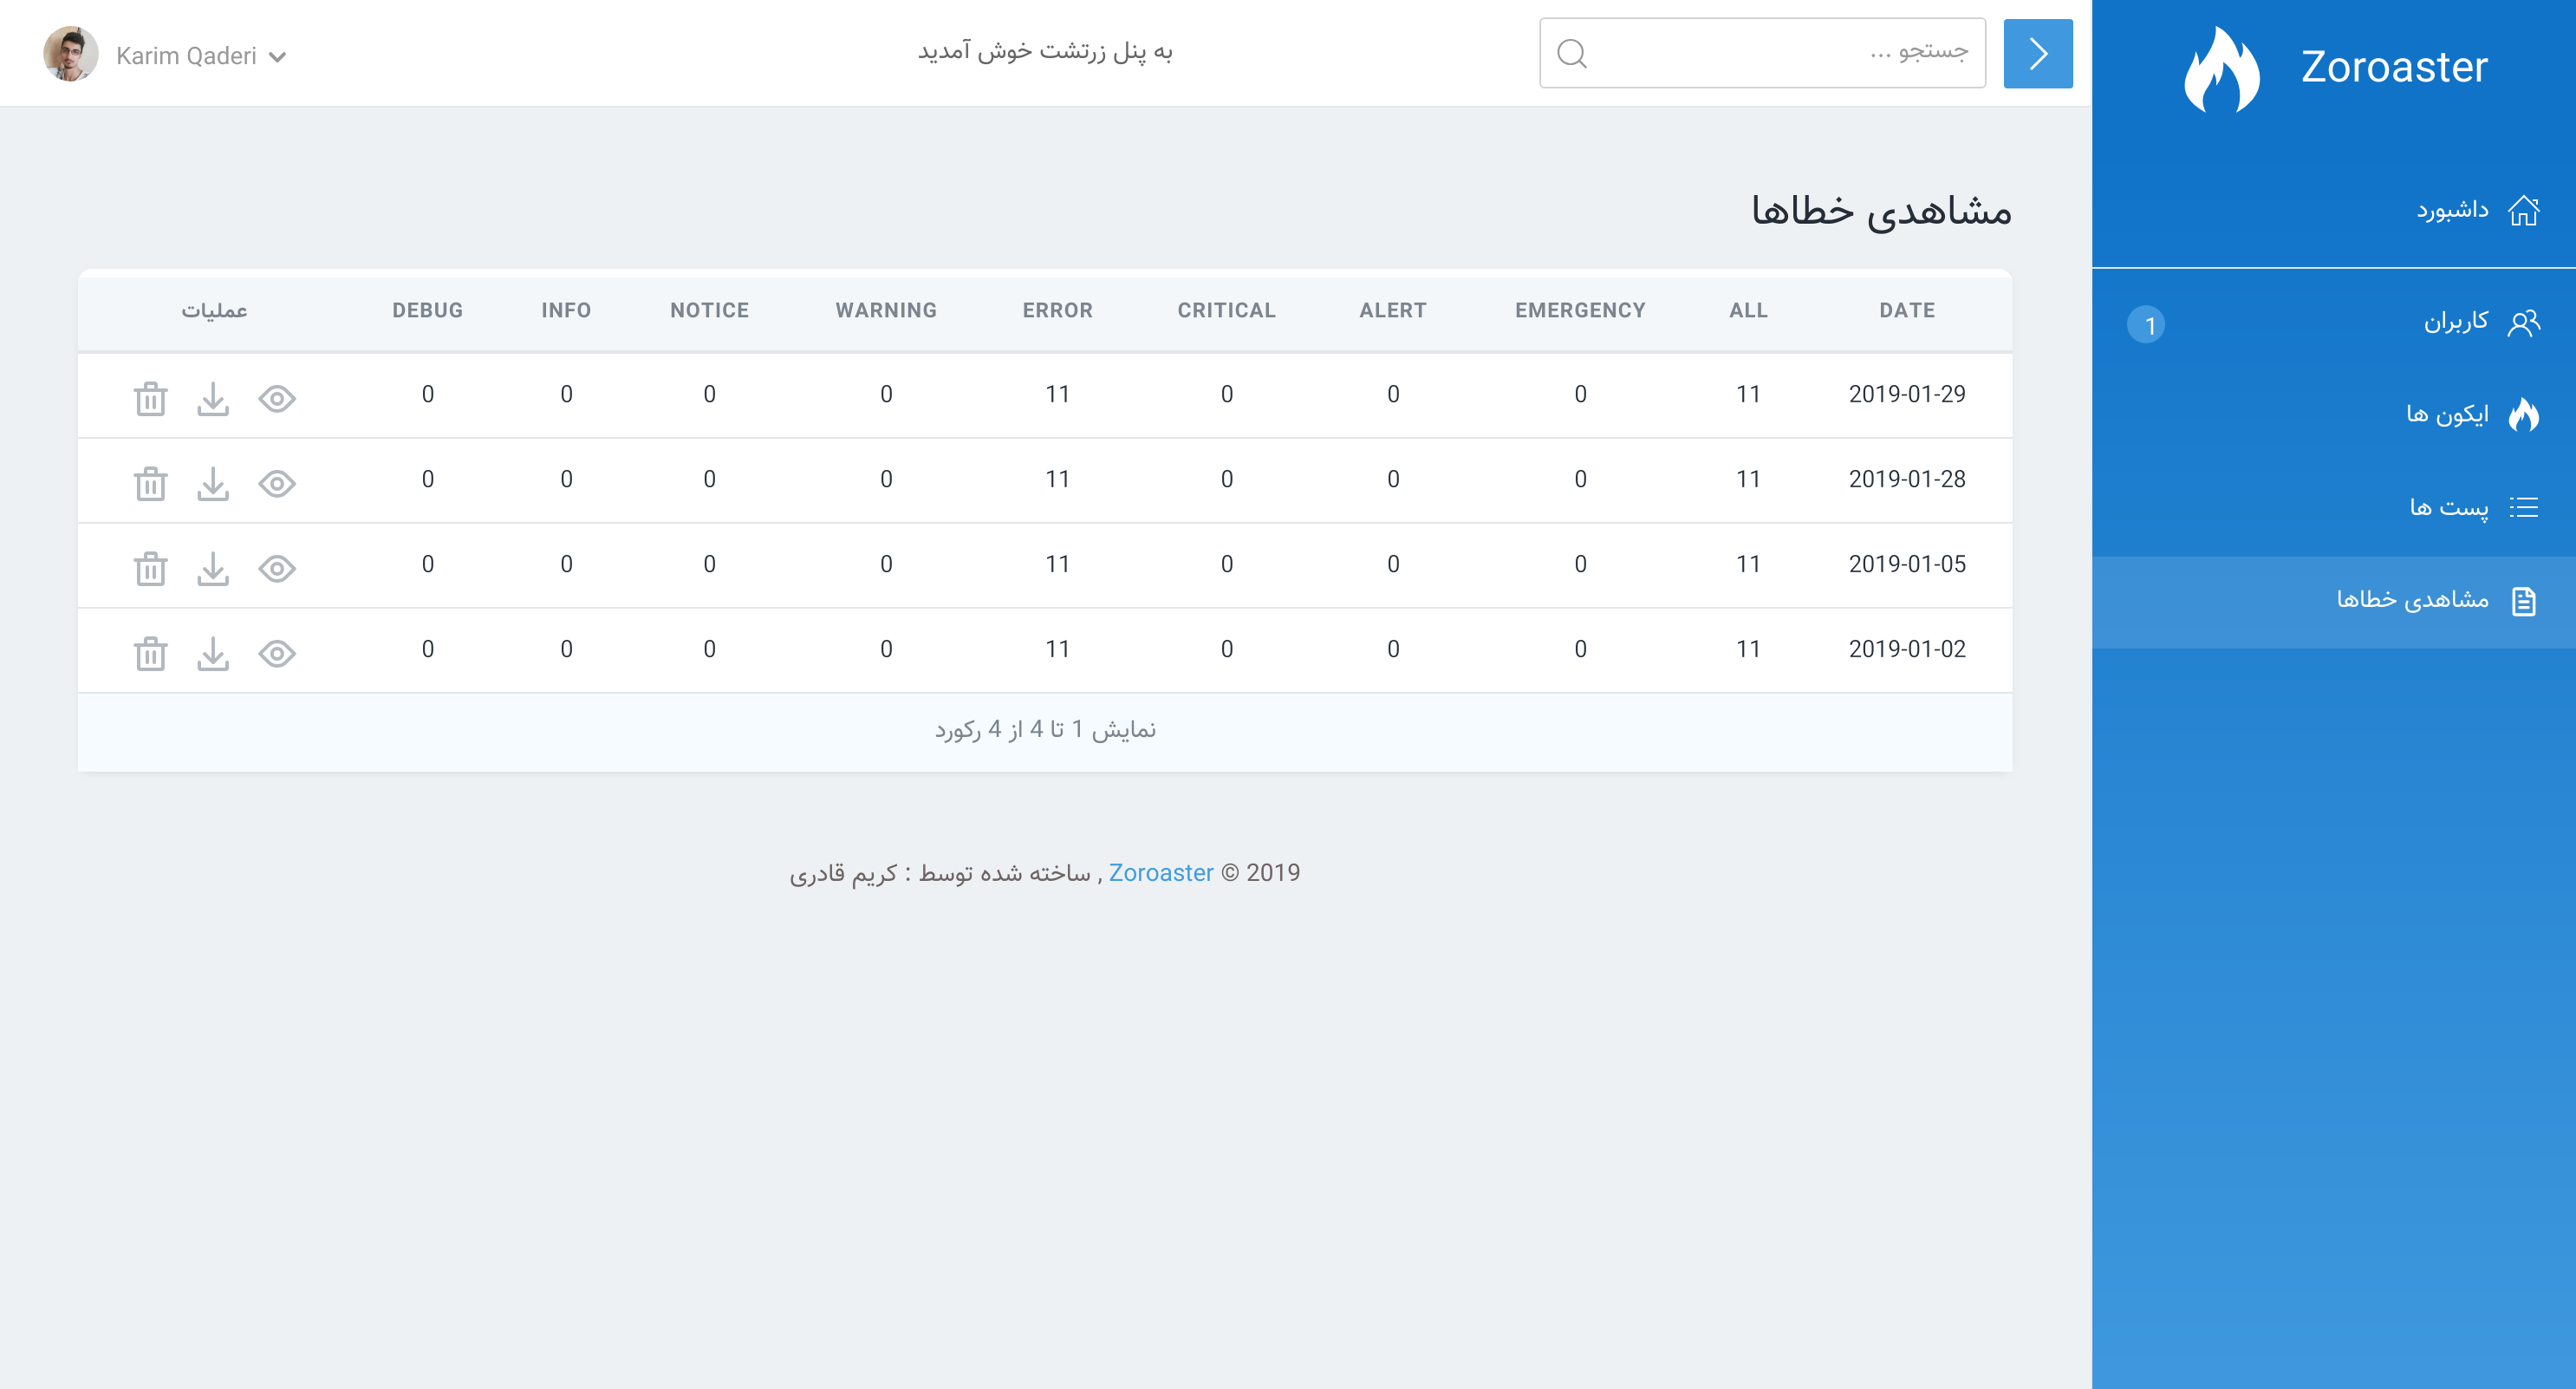 Zoroaster
داشبورد
کاربران 1
ایکون ها
پست ها
مشاهدی خطاها
جستجو ...
به پنل زرتشت خوش آمدید
Karim Qaderi
مشاهدی خطاها
DATE ALL EMERGENCY ALERT CRITICAL ERROR WARNING NOTICE INFO DEBUG عملیات
2019-01-29 11 0 0 0 11 0 0 0 0
2019-01-28 11 0 0 0 11 0 0 0 0
2019-01-05 11 0 0 0 11 0 0 0 0
2019-01-02 11 0 0 0 11 0 0 0 0
نمایش 1 تا 4 از 4 رکورد
2019 © Zoroaster , ساخته شده توسط : کریم قادری